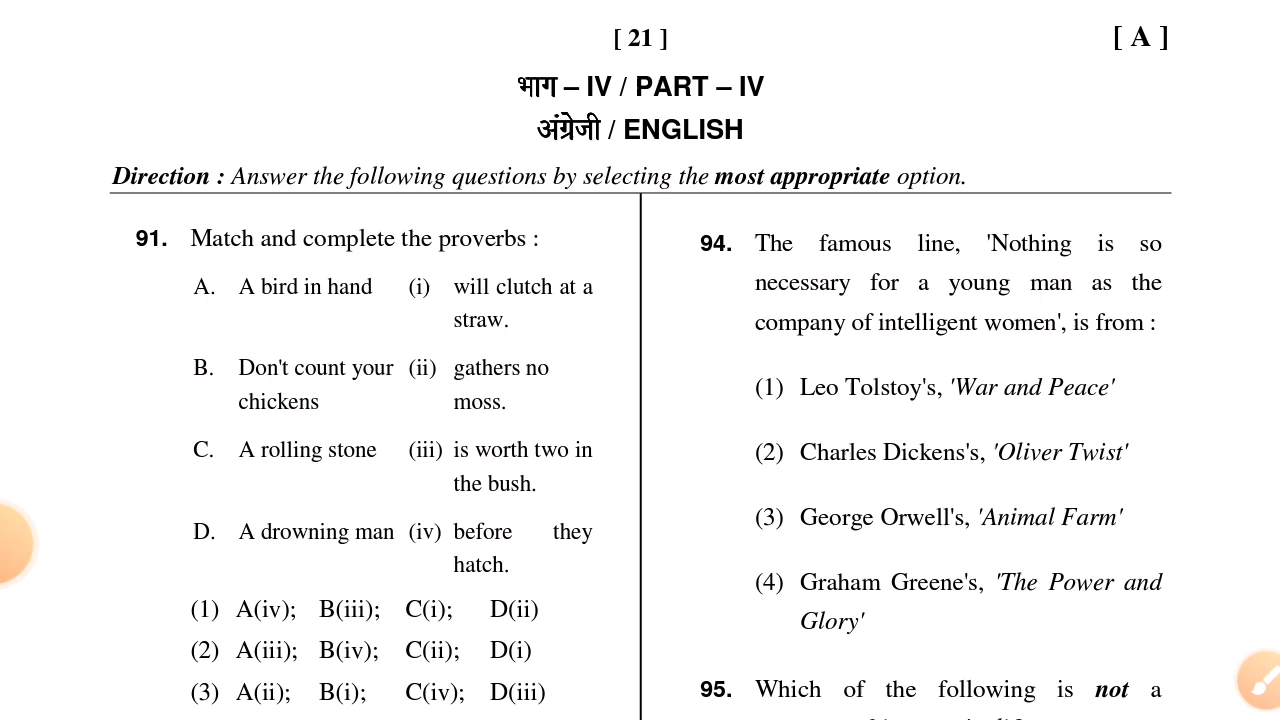 [ 21 ]
[ A ]
भाग – IV / PART – IV
अंग्रेजी / ENGLISH
Direction : Answer the following questions by selecting the most appropriate option.
91. Match and complete the proverbs :
A. A bird in hand (i) will clutch at a
straw.
B. Don't count your (ii) gathers no
chickens moss.
C. A rolling stone (iii) is worth two in
the bush.
D. A drowning man (iv) before they
hatch.
(1) A(iv); B(iii); C(i); D(ii)
(2) A(iii); B(iv); C(ii); D(i)
(3) A(ii); B(i); C(iv); D(iii)
94. The famous line, 'Nothing is so
necessary for a young man as the
company of intelligent women', is from :
(1) Leo Tolstoy's, 'War and Peace'
(2) Charles Dickens's, 'Oliver Twist'
(3) George Orwell's, 'Animal Farm'
(4) Graham Greene's, 'The Power and
Glory'
95. Which of the following is not a